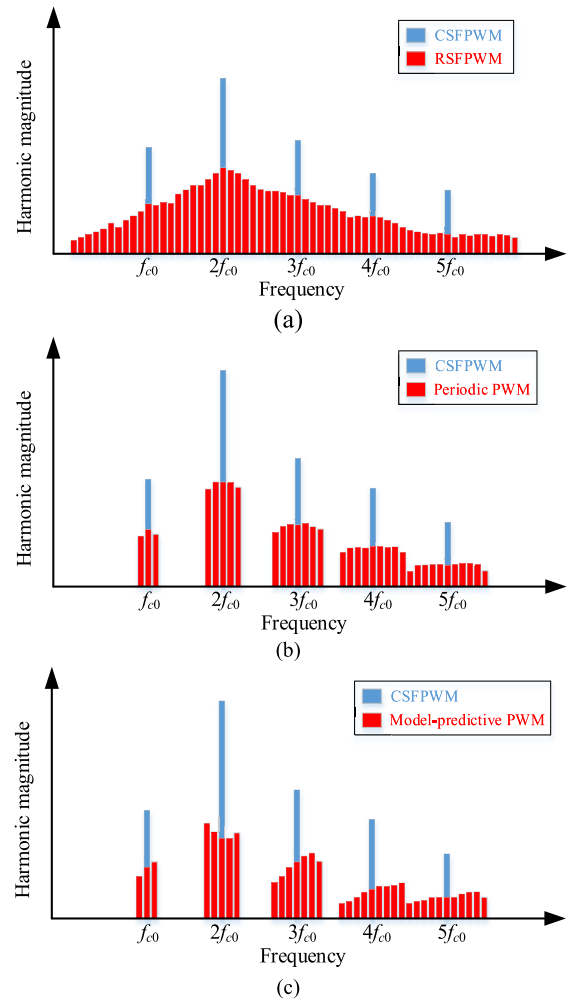 CSFPWM
RSFPWM
Harmonic magnitude
fc0 2fc0 3fc0 4fc0 5fc0
Frequency
(a)
CSFPWM
Periodic PWM
Harmonic magnitude
fc0 2fc0 3fc0 4fc0 5fc0
Frequency
(b)
CSFPWM
Model-predictive PWM
Harmonic magnitude
fc0 2fc0 3fc0 4fc0 5fc0
Frequency
(c)